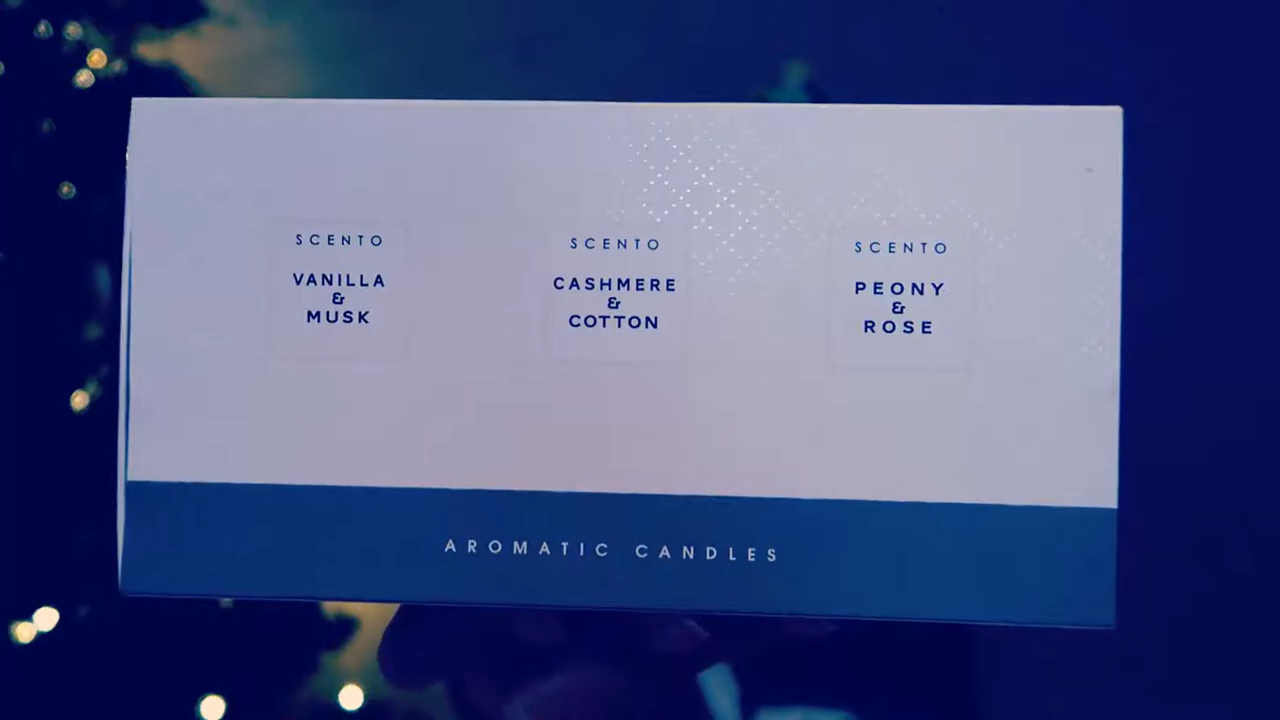 SCENTO
VANILLA
&
MUSK
SCENTO
CASHMERE
&
COTTON
SCENTO
PEONY
&
ROSE
AROMATIC CANDLES